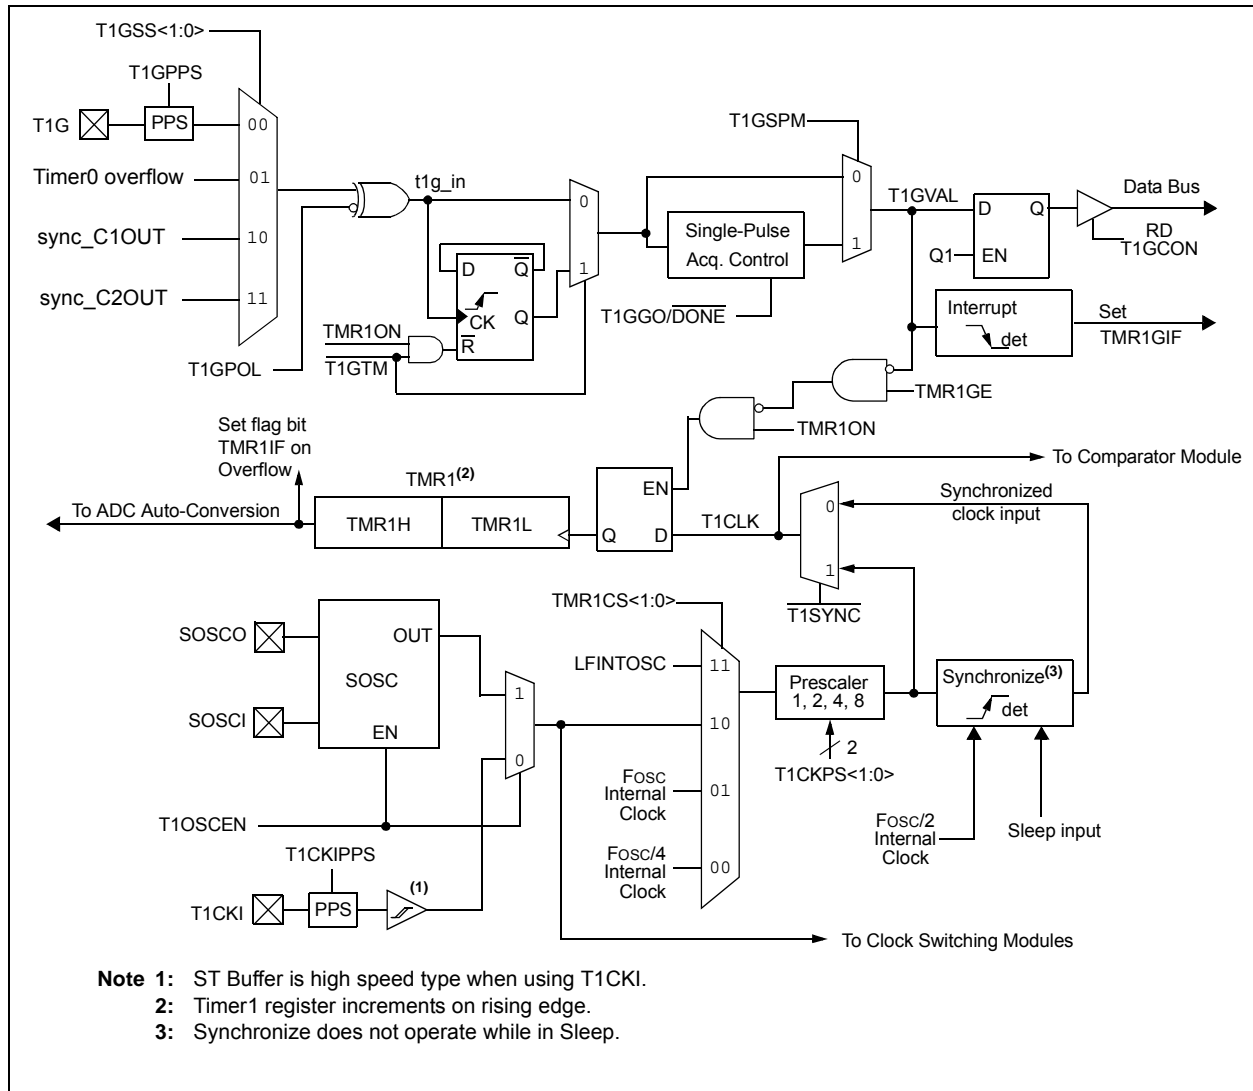 T1GSS<1:0>
T1GPPS
T1G
PPS
00
Timer0 overflow
01
sync_C1OUT
10
sync_C2OUT
11
T1GPOL
t1g_in
D
Q
CK
Q
R
TMR1ON
T1GTM
0
1
T1GSPM
Single-Pulse
Acq. Control
T1GGO/DONE
0
1
T1GVAL
D
Q
Q1
EN
Data Bus
RD
T1GCON
Interrupt
det
Set
TMR1GIF
TMR1GE
TMR1ON
Set flag bit
TMR1IF on
Overflow
To ADC Auto-Conversion
TMR1(2)
TMR1H
TMR1L
EN
Q
D
T1CLK
To Comparator Module
0
1
Synchronized
clock input
T1SYNC
SOSCO
SOSCI
OUT
SOSC
EN
1
0
T1OSCEN
T1CKIPPS
T1CKI
PPS
(1)
TMR1CS<1:0>
LFINTOSC
11
10
FOSC
Internal
Clock
01
FOSC/4
Internal
Clock
00
Prescaler
1, 2, 4, 8
2
T1CKPS<1:0>
Synchronize(3)
det
FOSC/2
Internal
Clock
Sleep input
To Clock Switching Modules
Note 1: ST Buffer is high speed type when using T1CKI.
2: Timer1 register increments on rising edge.
3: Synchronize does not operate while in Sleep.